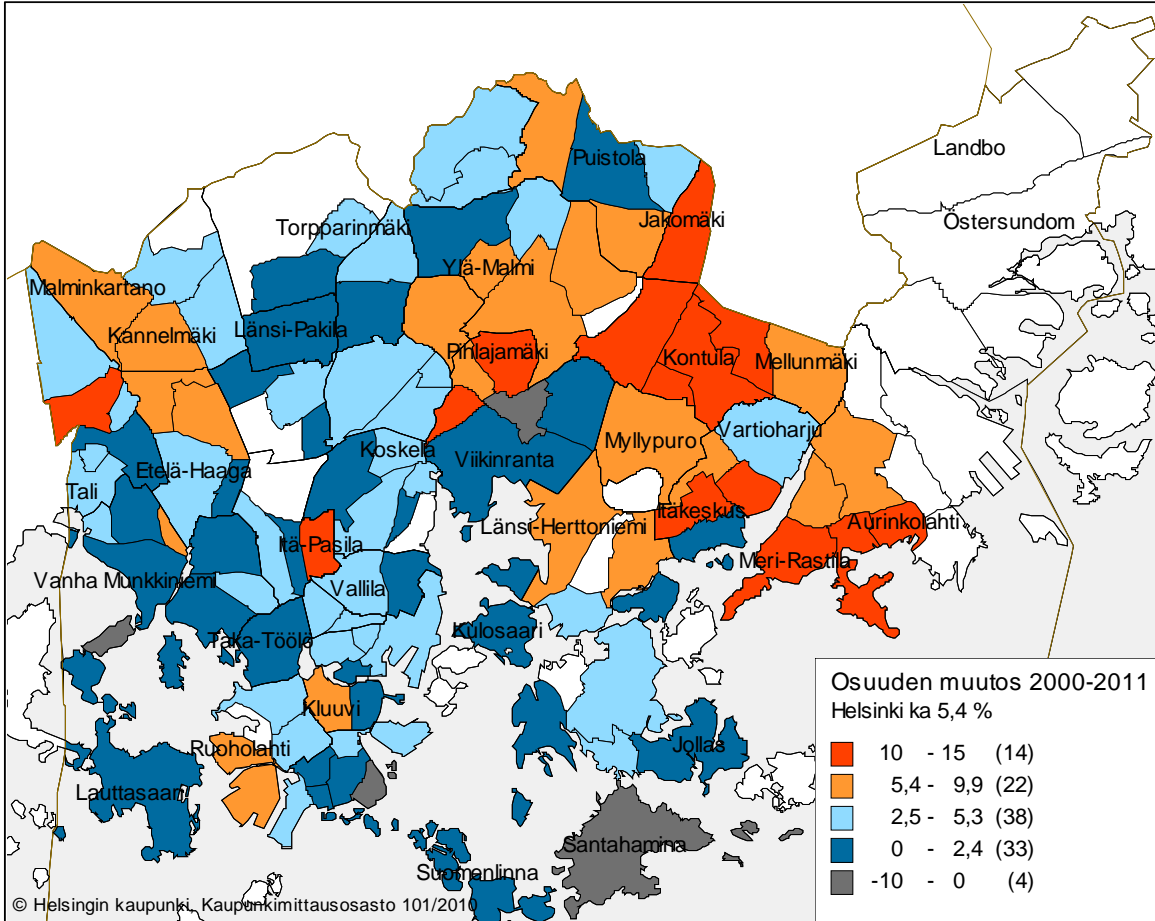 Landbo
Puistola
Östersundom
Jakomäki
Torpparinmäki
Ylä-Malmi
Malminkartano
Kannelmäki
Länsi-Pakila
Pihlajamäki
Kontula
Mellunmäki
Vartioharju
Myllypuro
Koskela
Viikinranta
Etelä-Haaga
Tali
Itäkeskus
Länsi-Herttoniemi
Aurinkolahti
Itä-Pasila
Meri-Rastila
Vanha Munkkiniemi
Vallila
Kulosaari
Taka-Töölö
Kluuvi
Ruoholahti
Jollas
Lauttasaari
Santahamina
Suomenlinna
Osuuden muutos 2000-2011
Helsinki ka 5,4 %
10 - 15 (14)
5,4 - 9,9 (22)
2,5 - 5,3 (38)
0 - 2,4 (33)
-10 - 0 (4)
© Helsingin kaupunki, Kaupunkimittausosasto 101/2010